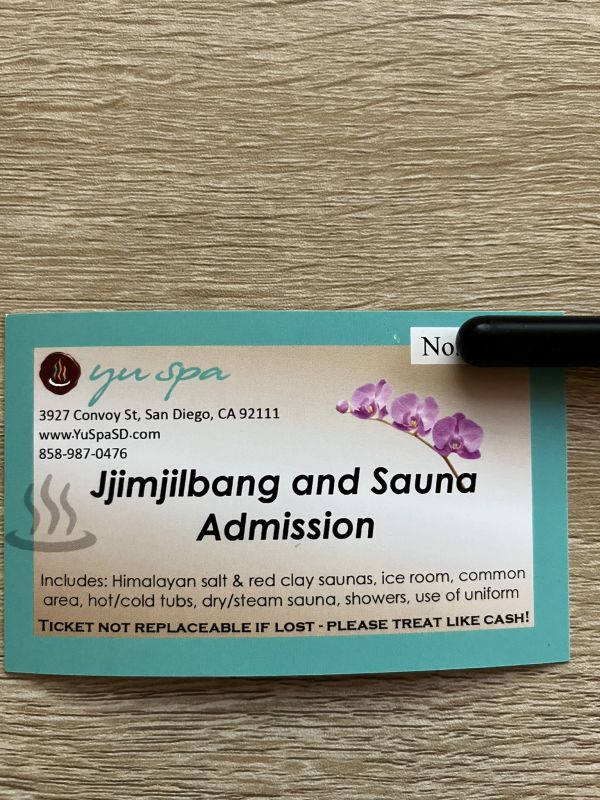 No.
yu spa
3927 Convoy St, San Diego, CA 92111
www.YuSpaSD.com
858-987-0476
Jjimjilbang and Sauna
Admission
Includes: Himalayan salt & red clay saunas, ice room, common
area, hot/cold tubs, dry/steam sauna, showers, use of uniform
TICKET NOT REPLACEABLE IF LOST - PLEASE TREAT LIKE CASH!